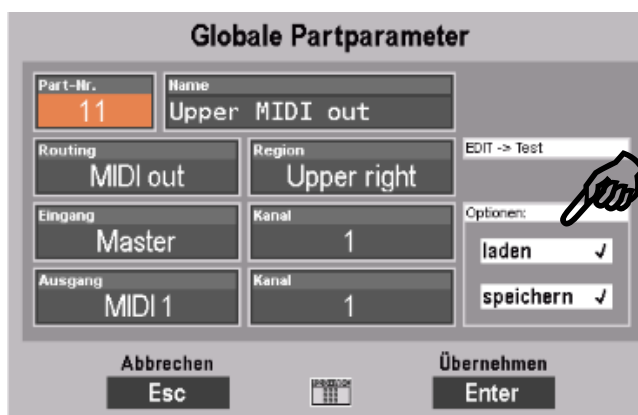 Globale Partparameter
Part-Nr.
Name
11
Upper MIDI out
Routing
Region
EDIT -> Test
MIDI out
Upper right
Eingang
Kanal
Optionen:
Master
1
laden ✓
Ausgang
Kanal
speichern ✓
MIDI 1
1
Abbrechen
Übernehmen
Esc
Enter